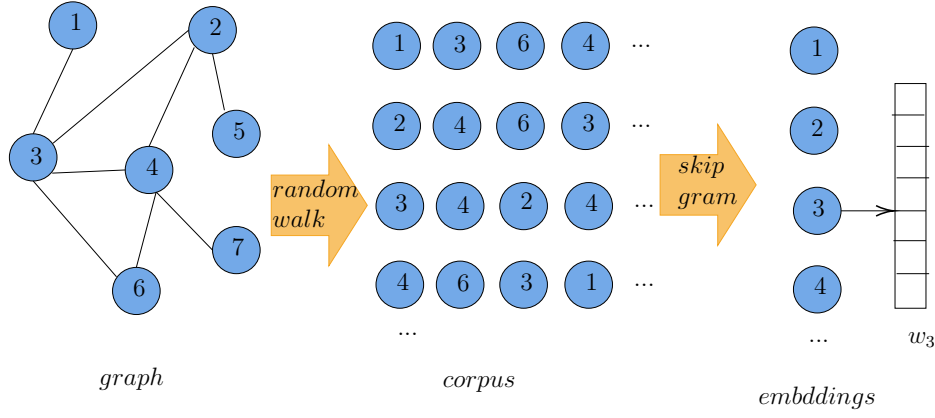 1
2
3
4
5
6
7
graph
random
walk
1 3 6 4 ...
2 4 6 3 ...
3 4 2 4 ...
4 6 3 1 ...
...
corpus
skip
gram
1
2
3
4
...
w3
embddings